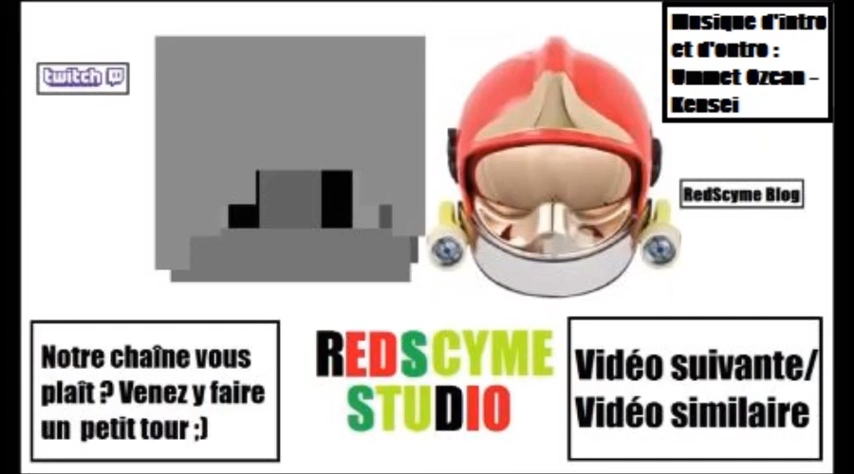 twitch
Musique d'intro
et d'outro :
Ummet Ozcan –
Kensei
RedScyme Blog
Notre chaîne vous
plaît ? Venez y faire
un petit tour ;)
REDSCYME
STUDIO
Vidéo suivante/
Vidéo similaire